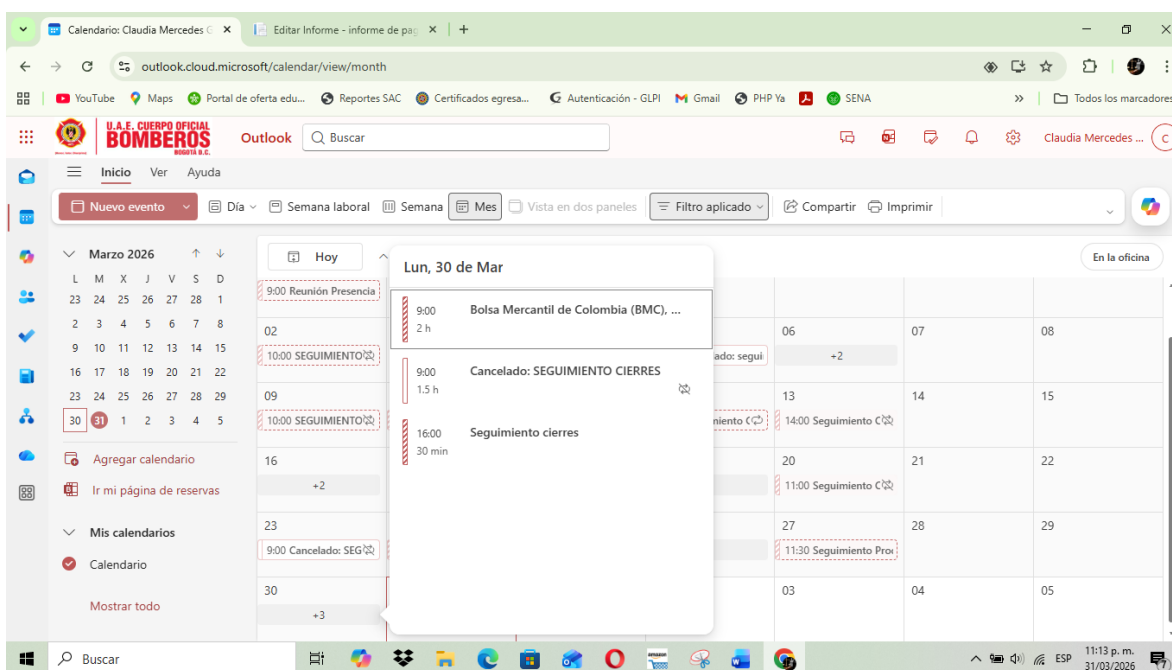 Calendario: Claudia Mercedes G
Editar Informe - informe de pag
outlook.cloud.microsoft/calendar/view/month
YouTube Maps Portal de oferta edu... Reportes SAC Certificados egresa... Autenticación - GLPI Gmail PHP Ya SENA » Todos los marcadores
U.A.E. CUERPO OFICIAL
BOMBEROS
BOGOTÁ D.C.
Outlook Buscar Claudia Mercedes ... C
Inicio Ver Ayuda
Nuevo evento Día Semana laboral Semana Mes Vista en dos paneles Filtro aplicado Compartir Imprimir
Marzo 2026
L M X J V S D
23 24 25 26 27 28 1
2 3 4 5 6 7 8
9 10 11 12 13 14 15
16 17 18 19 20 21 22
23 24 25 26 27 28 29
30 31 1 2 3 4 5
Agregar calendario
Ir mi página de reservas
Mis calendarios
Calendario
Mostrar todo
Hoy
En la oficina
Lun, 30 de Mar
9:00 Bolsa Mercantil de Colombia (BMC), ...
2 h
9:00 Cancelado: SEGUIMIENTO CIERRES
1.5 h
16:00 Seguimiento cierres
30 min
9:00 Reunión Presencia
02 06 07 08
10:00 SEGUIMIENTO ado: segui +2
09 13 14 15
10:00 SEGUIMIENTO niento C 14:00 Seguimiento C
16 20 21 22
+2 11:00 Seguimiento C
23 27 28 29
9:00 Cancelado: SEG 11:30 Seguimiento Pro
30 03 04 05
+3
Buscar
ESP
11:13 p. m.
31/03/2026